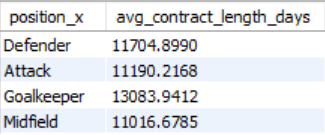 position_x avg_contract_length_days
Defender 11704.8990
Attack 11190.2168
Goalkeeper 13083.9412
Midfield 11016.6785